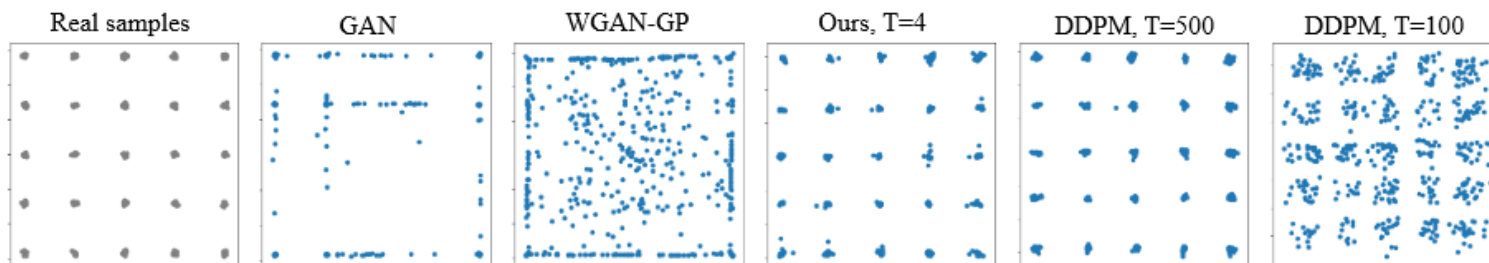 Real samples
GAN
WGAN-GP
Ours, T=4
DDPM, T=500
DDPM, T=100